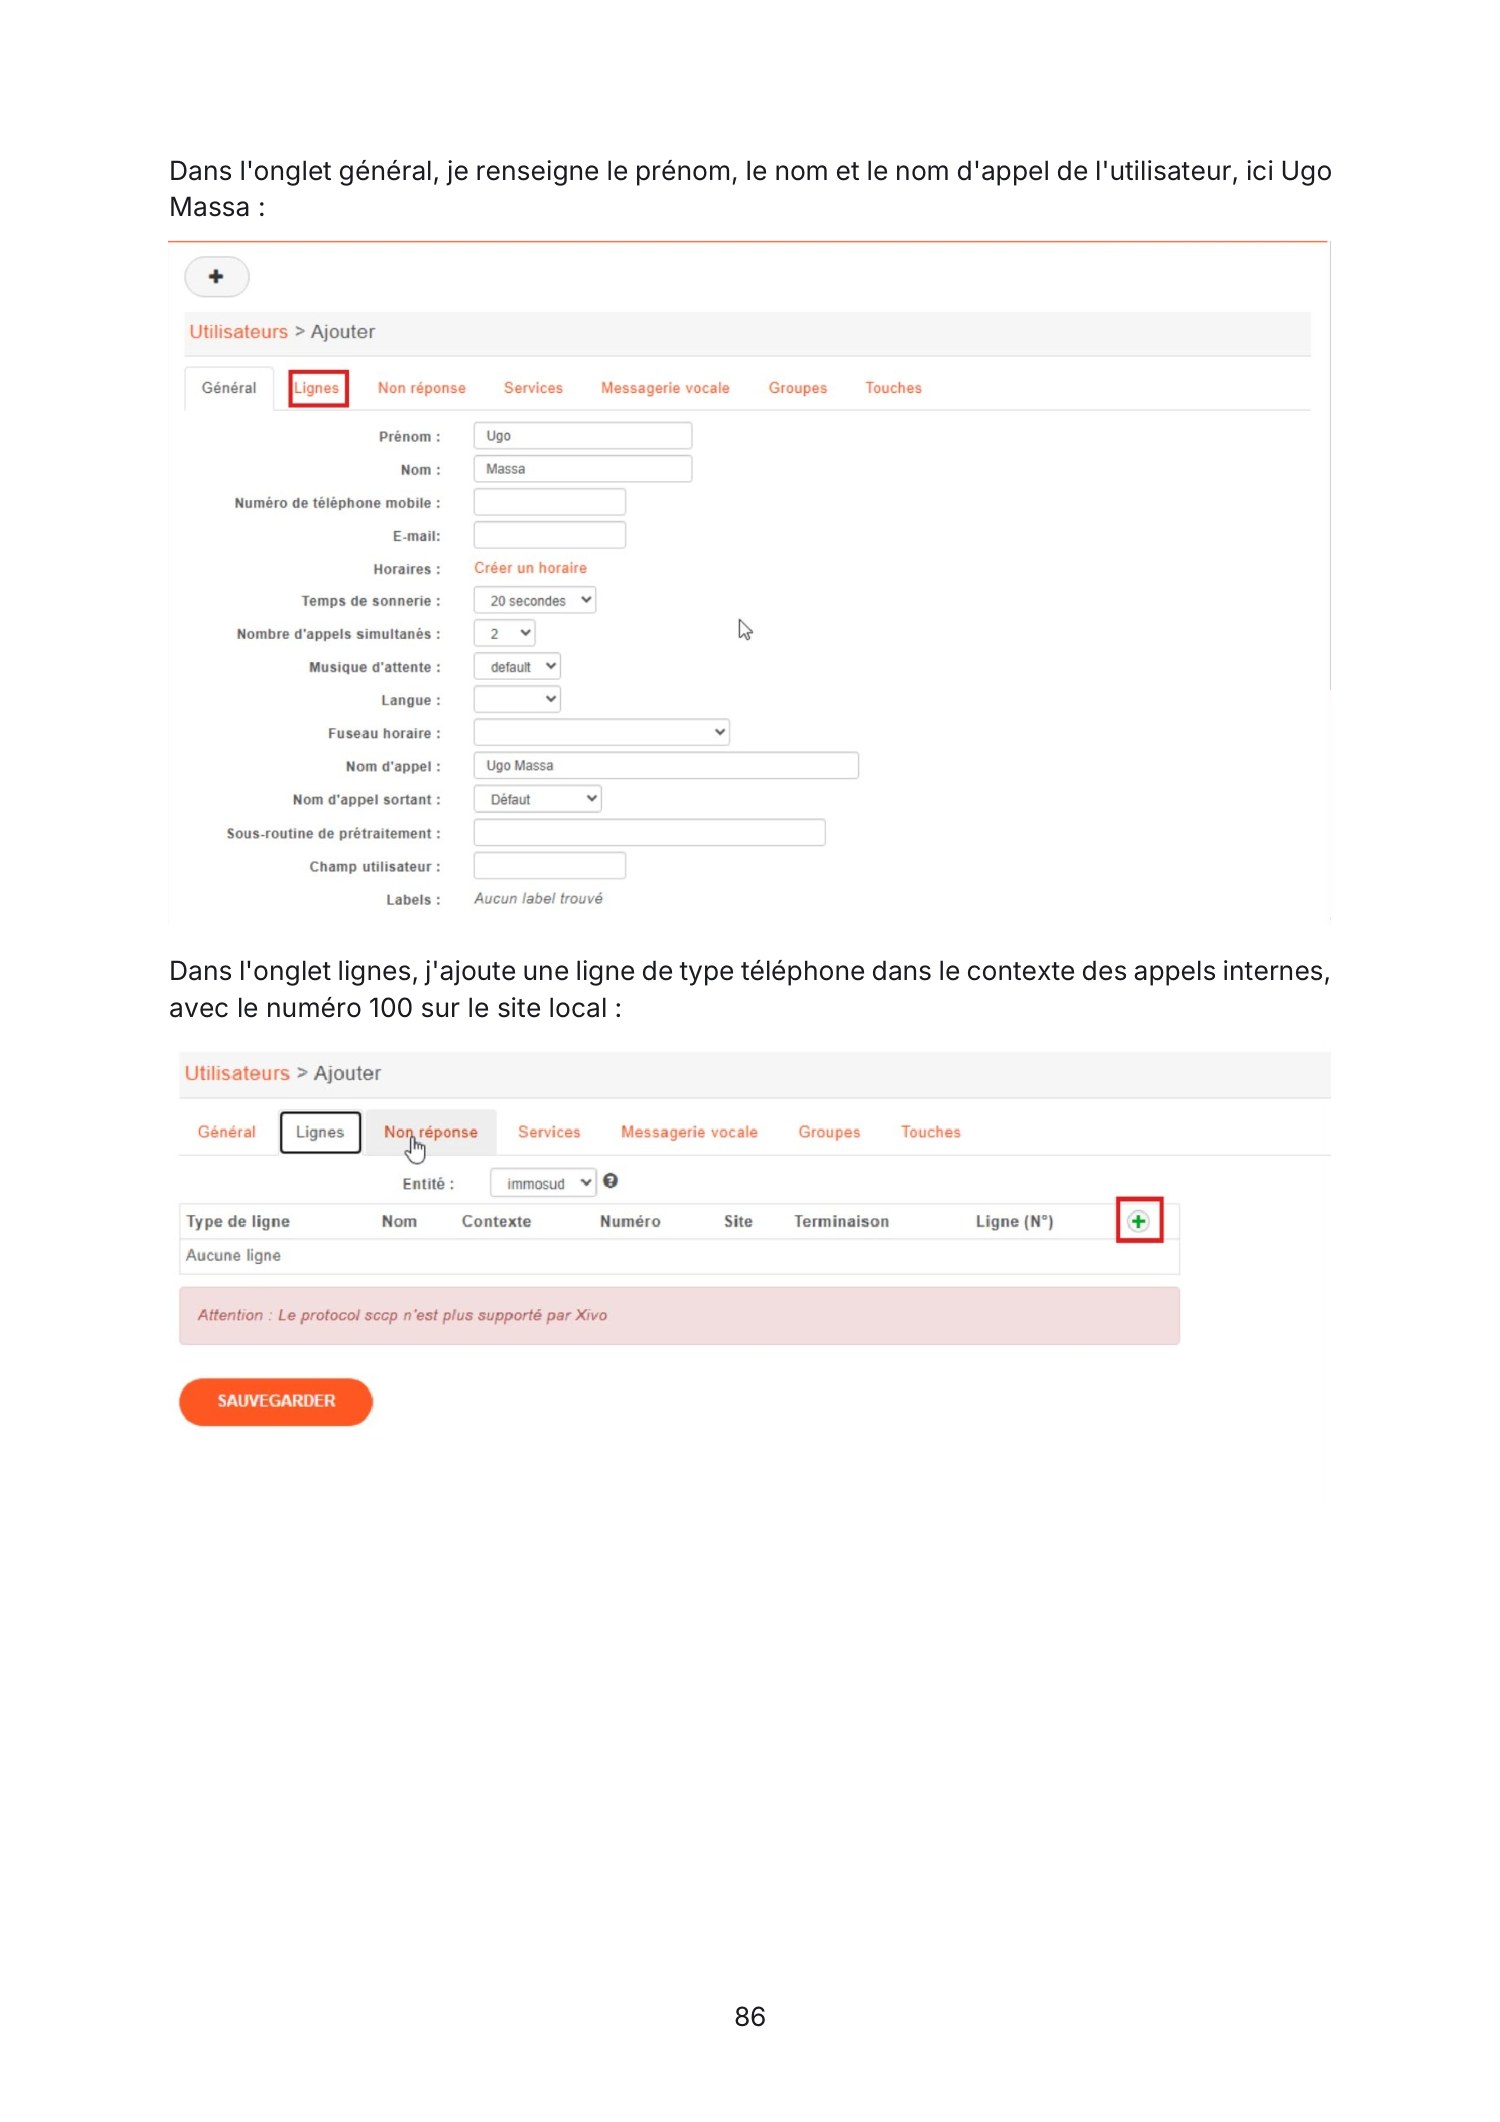 Dans l'onglet général, je renseigne le prénom, le nom et le nom d'appel de l'utilisateur, ici Ugo
Massa :
Utilisateurs > Ajouter
Général Lignes Non réponse Services Messagerie vocale Groupes Touches
Prénom : Ugo
Nom : Massa
Numéro de téléphone mobile :
E-mail:
Horaires : Créer un horaire
Temps de sonnerie : 20 secondes
Nombre d'appels simultanés : 2
Musique d'attente : default
Langue :
Fuseau horaire :
Nom d'appel : Ugo Massa
Nom d'appel sortant : Défaut
Sous-routine de prétraitement :
Champ utilisateur :
Labels : Aucun label trouvé
Dans l'onglet lignes, j'ajoute une ligne de type téléphone dans le contexte des appels internes,
avec le numéro 100 sur le site local :
Utilisateurs > Ajouter
Général Lignes Non réponse Services Messagerie vocale Groupes Touches
Entité : immosud
Type de ligne Nom Contexte Numéro Site Terminaison Ligne (N°)
Aucune ligne
Attention : Le protocol sccp n'est plus supporté par Xivo
SAUVEGARDER
86